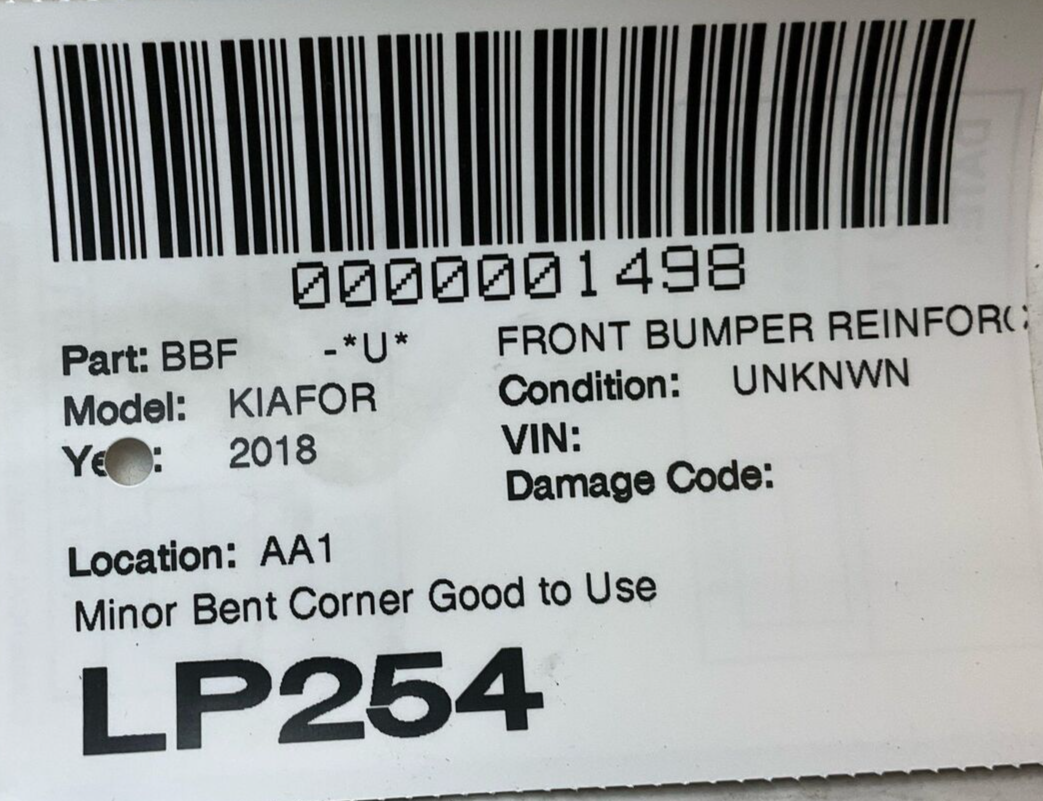 0000001498
Part: BBF -*U* FRONT BUMPER REINFOR
Model: KIAFOR Condition: UNKNWN
2018 VIN:
Damage Code:
Location: AA1
Minor Bent Corner Good to Use
LP254